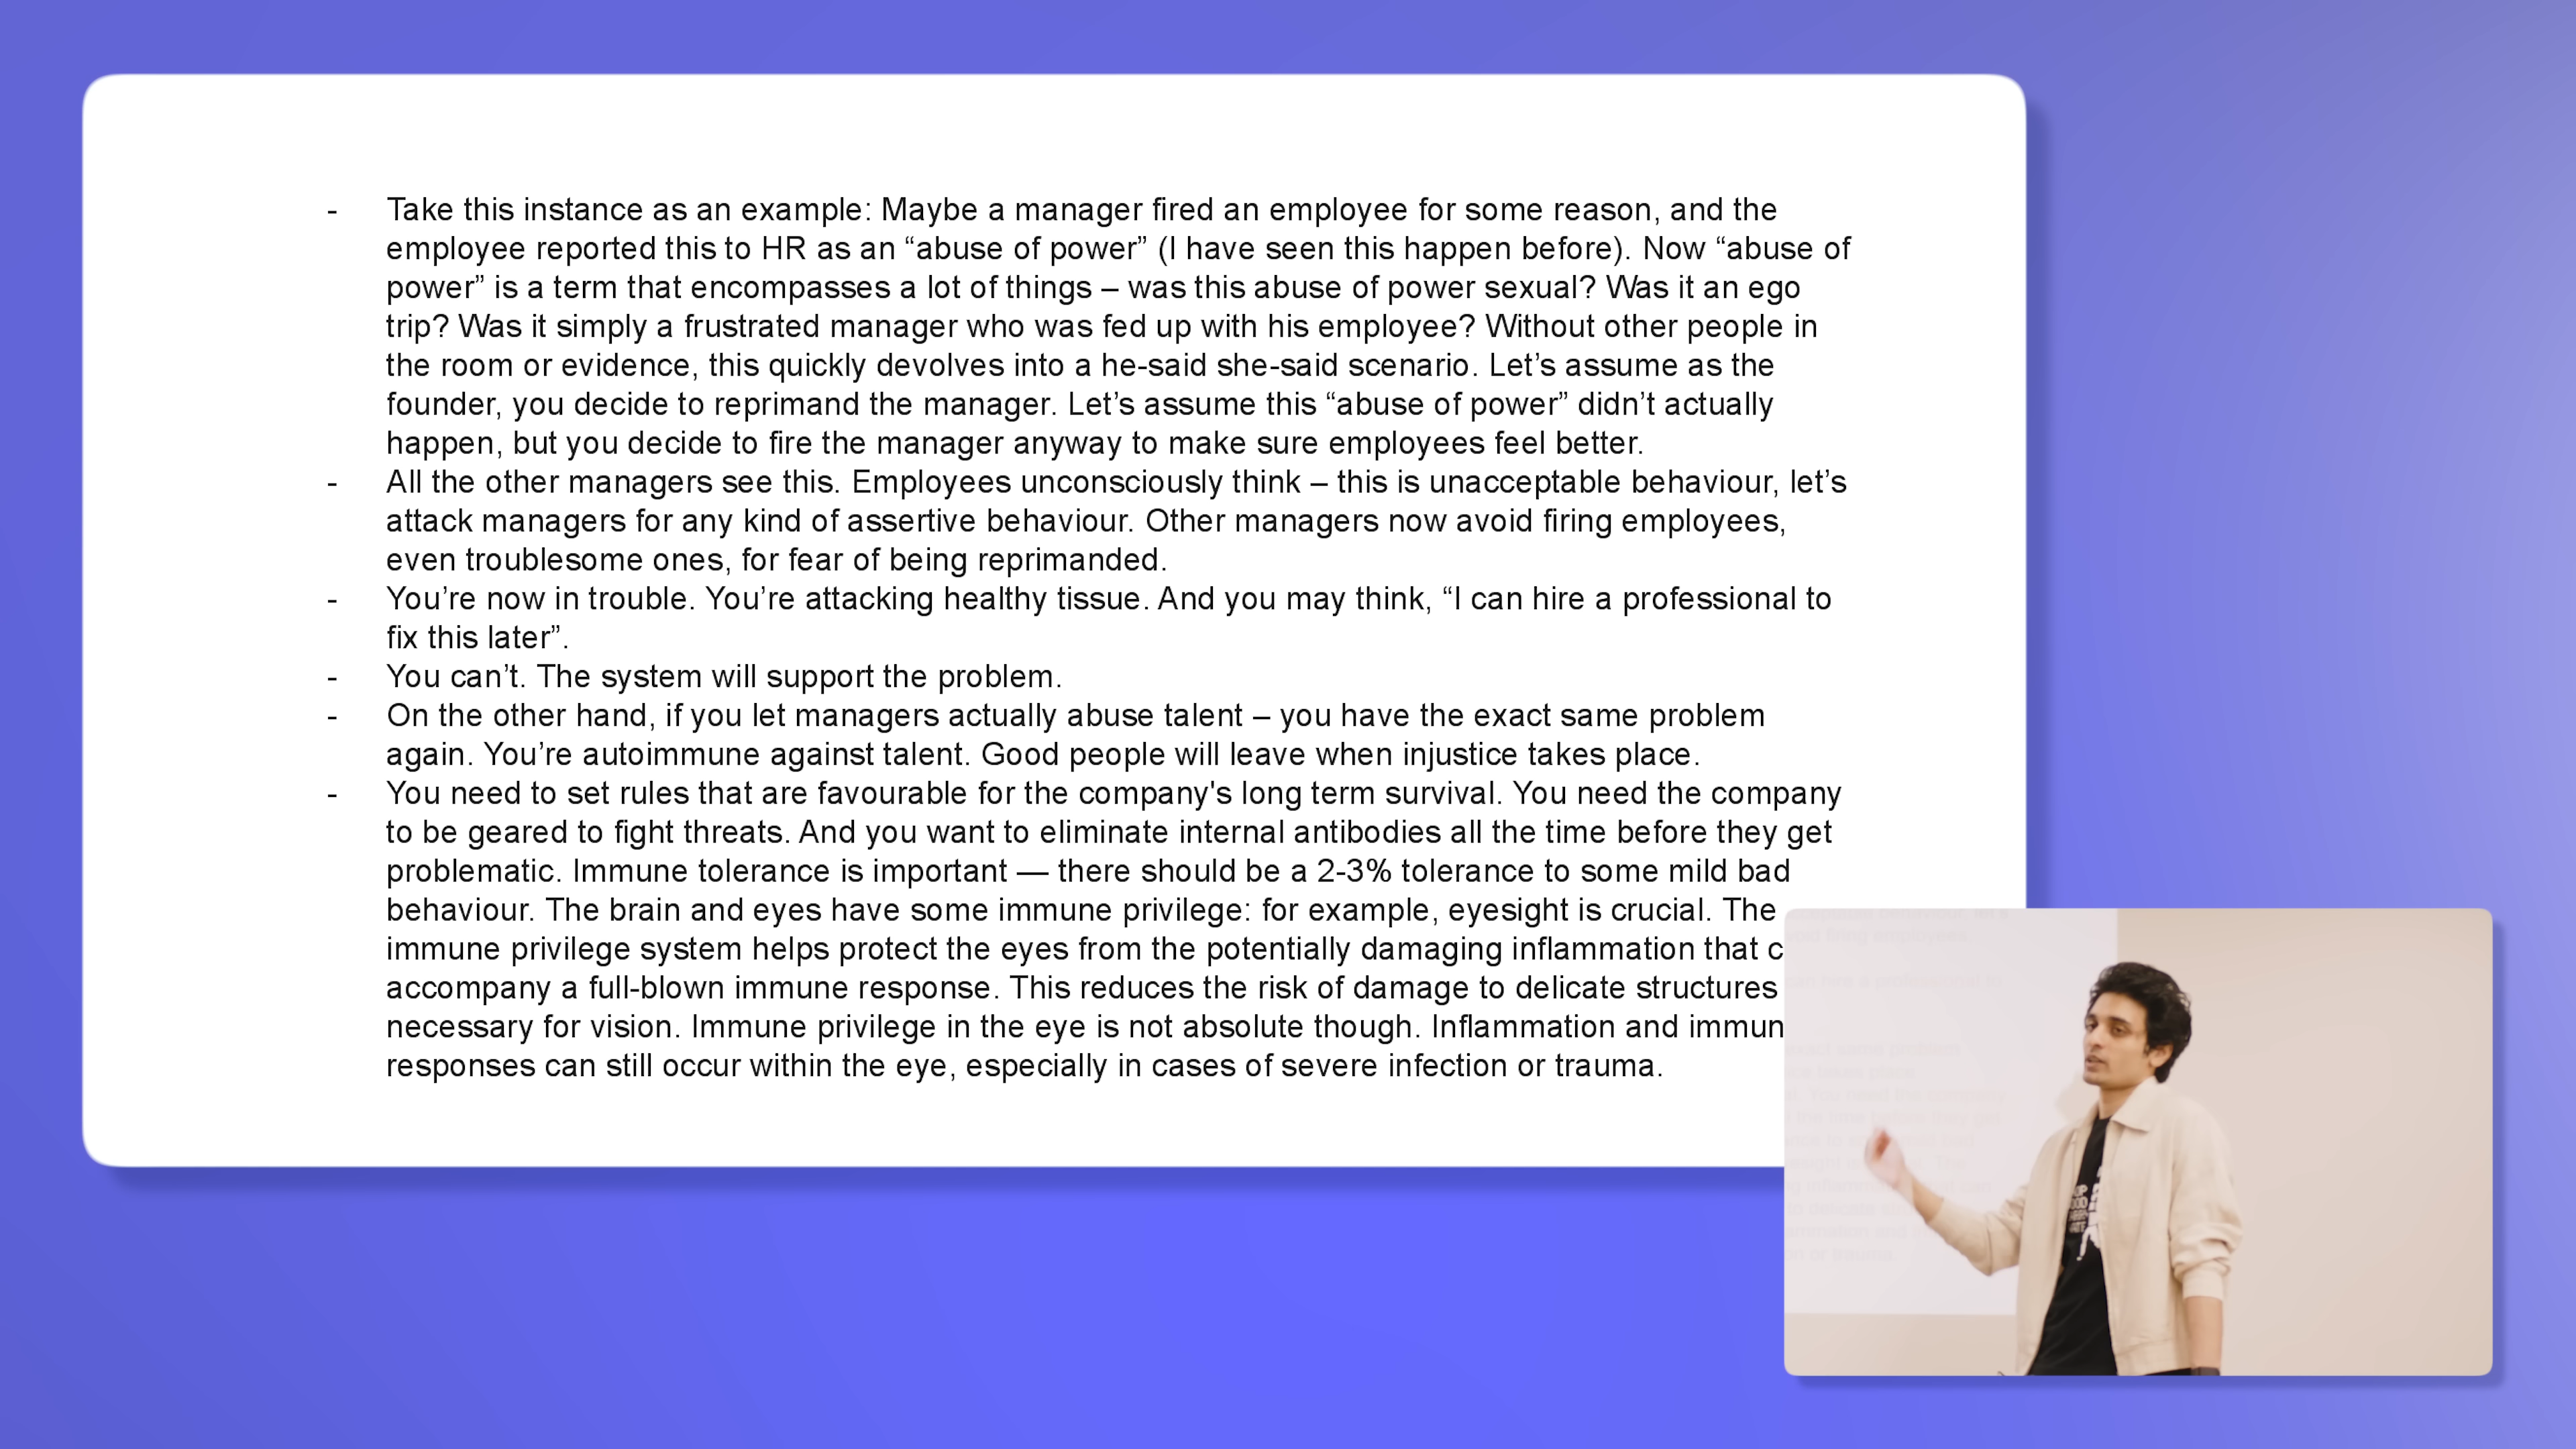 - Take this instance as an example: Maybe a manager fired an employee for some reason, and the
employee reported this to HR as an “abuse of power” (I have seen this happen before). Now “abuse of
power” is a term that encompasses a lot of things – was this abuse of power sexual? Was it an ego
trip? Was it simply a frustrated manager who was fed up with his employee? Without other people in
the room or evidence, this quickly devolves into a he-said she-said scenario. Let’s assume as the
founder, you decide to reprimand the manager. Let’s assume this “abuse of power” didn’t actually
happen, but you decide to fire the manager anyway to make sure employees feel better.
- All the other managers see this. Employees unconsciously think – this is unacceptable behaviour, let’s
attack managers for any kind of assertive behaviour. Other managers now avoid firing employees,
even troublesome ones, for fear of being reprimanded.
- You’re now in trouble. You’re attacking healthy tissue. And you may think, “I can hire a professional to
fix this later”.
- You can’t. The system will support the problem.
- On the other hand, if you let managers actually abuse talent – you have the exact same problem
again. You’re autoimmune against talent. Good people will leave when injustice takes place.
- You need to set rules that are favourable for the company's long term survival. You need the company
to be geared to fight threats. And you want to eliminate internal antibodies all the time before they get
problematic. Immune tolerance is important — there should be a 2-3% tolerance to some mild bad
behaviour. The brain and eyes have some immune privilege: for example, eyesight is crucial. The
immune privilege system helps protect the eyes from the potentially damaging inflammation that
accompany a full-blown immune response. This reduces the risk of damage to delicate structures
necessary for vision. Immune privilege in the eye is not absolute though. Inflammation and immun
responses can still occur within the eye, especially in cases of severe infection or trauma.